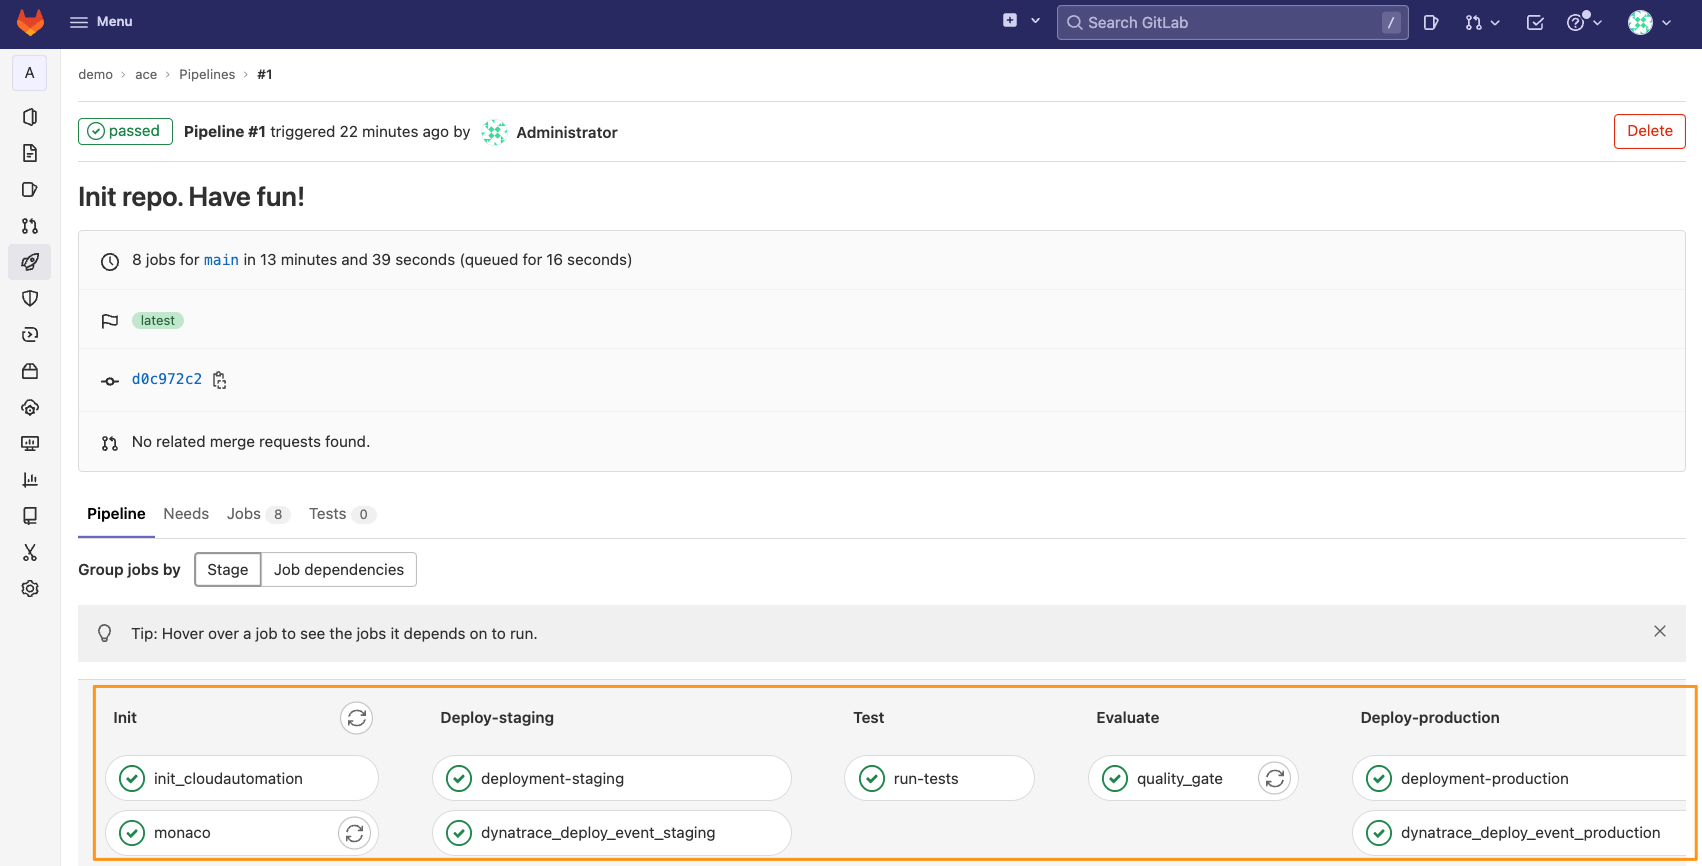 Menu
Search GitLab /
A
demo › ace › Pipelines › #1
passed Pipeline #1 triggered 22 minutes ago by Administrator
Delete
Init repo. Have fun!
8 jobs for main in 13 minutes and 39 seconds (queued for 16 seconds)
latest
d0c972c2
No related merge requests found.
Pipeline Needs Jobs 8 Tests 0
Group jobs by Stage Job dependencies
Tip: Hover over a job to see the jobs it depends on to run.
Init Deploy-staging Test Evaluate Deploy-production
init_cloudautomation deployment-staging run-tests quality_gate deployment-production
monaco dynatrace_deploy_event_staging dynatrace_deploy_event_production